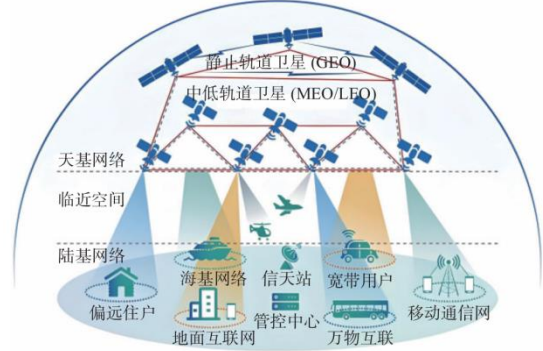 静止轨道卫星 (GEO)
中低轨道卫星 (MEO/LEO)
天基网络
临近空间
陆基网络
海基网络
信天站
宽带用户
偏远住户
地面互联网
管控中心
万物互联
移动通信网